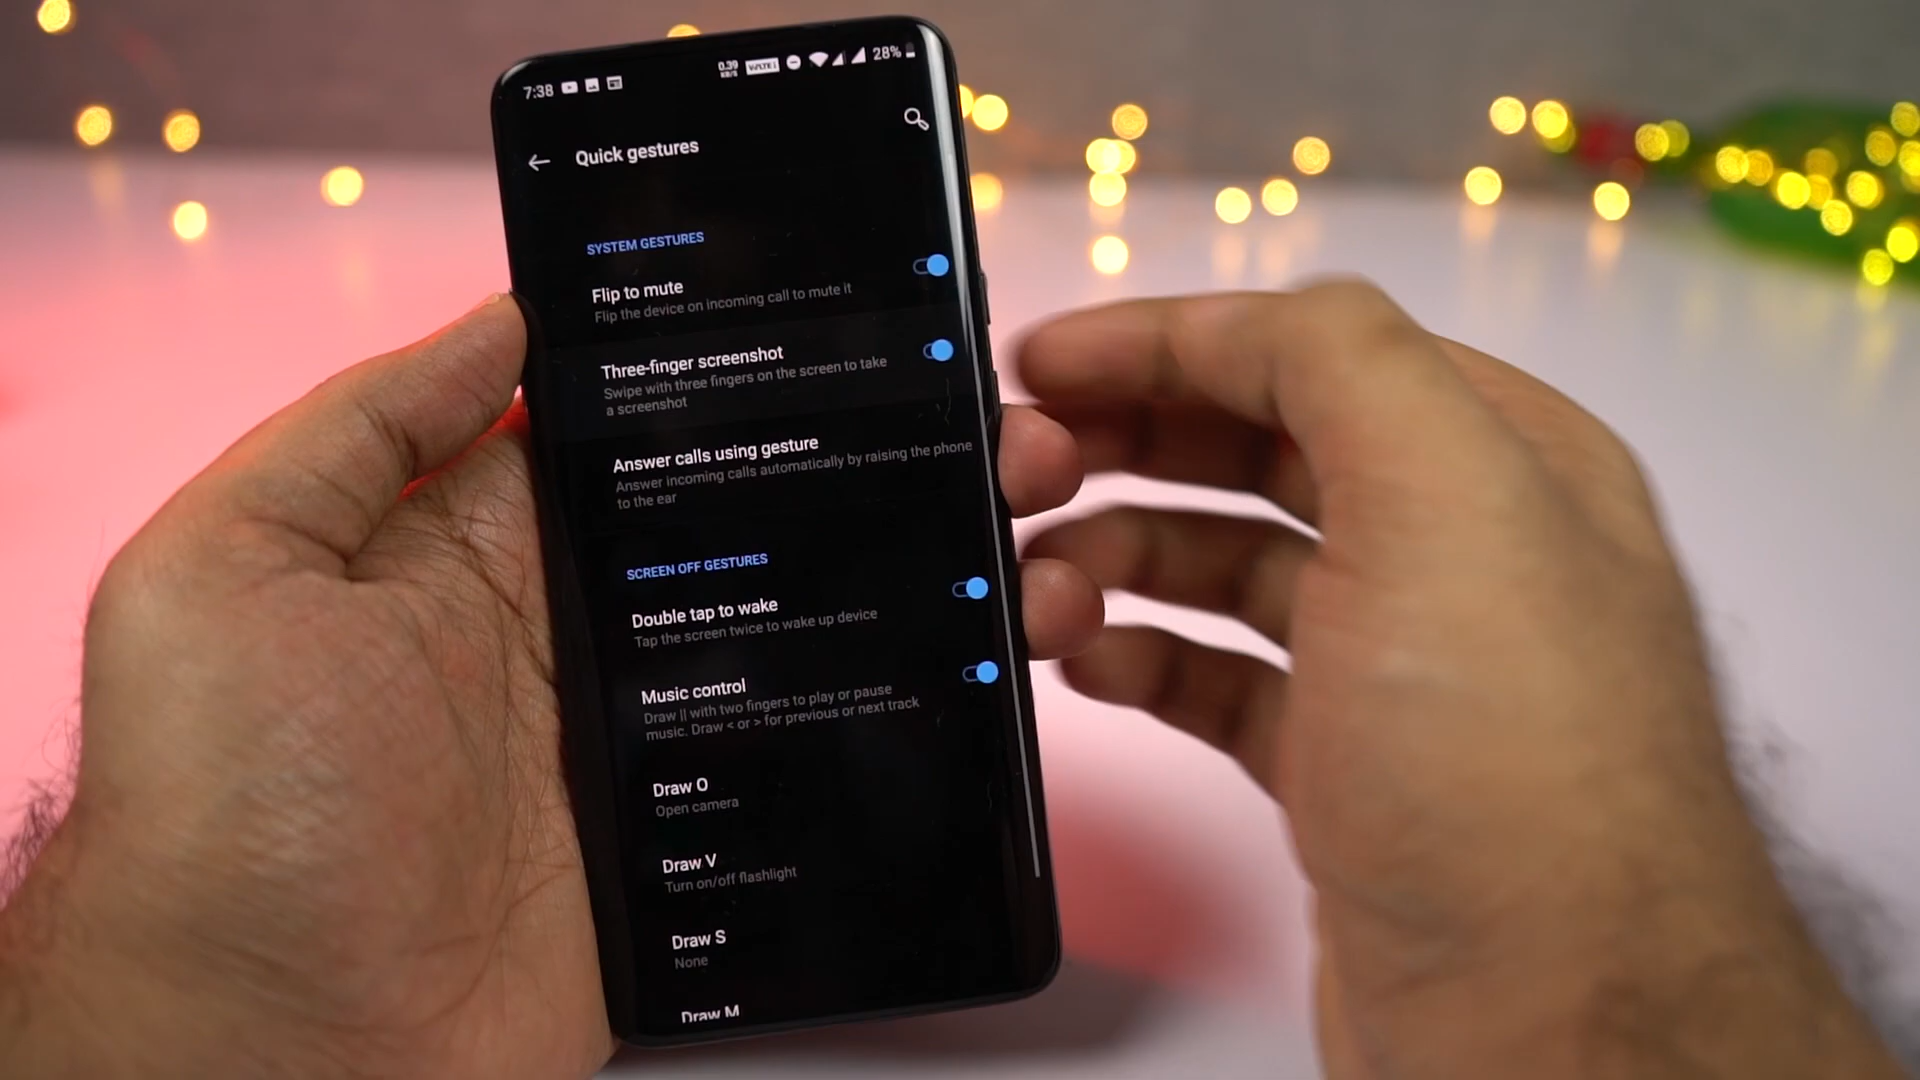 7:38
0.39
KB/S
28%
Quick gestures
SYSTEM GESTURES
Flip to mute
Flip the device on incoming call to mute it
Three-finger screenshot
Swipe with three fingers on the screen to take
a screenshot
Answer calls using gesture
Answer incoming calls automatically by raising the phone
to the ear
SCREEN OFF GESTURES
Double tap to wake
Tap the screen twice to wake up device
Music control
Draw || with two fingers to play or pause
music. Draw < or > for previous or next track
Draw O
Open camera
Draw V
Turn on/off flashlight
Draw S
None
Draw M